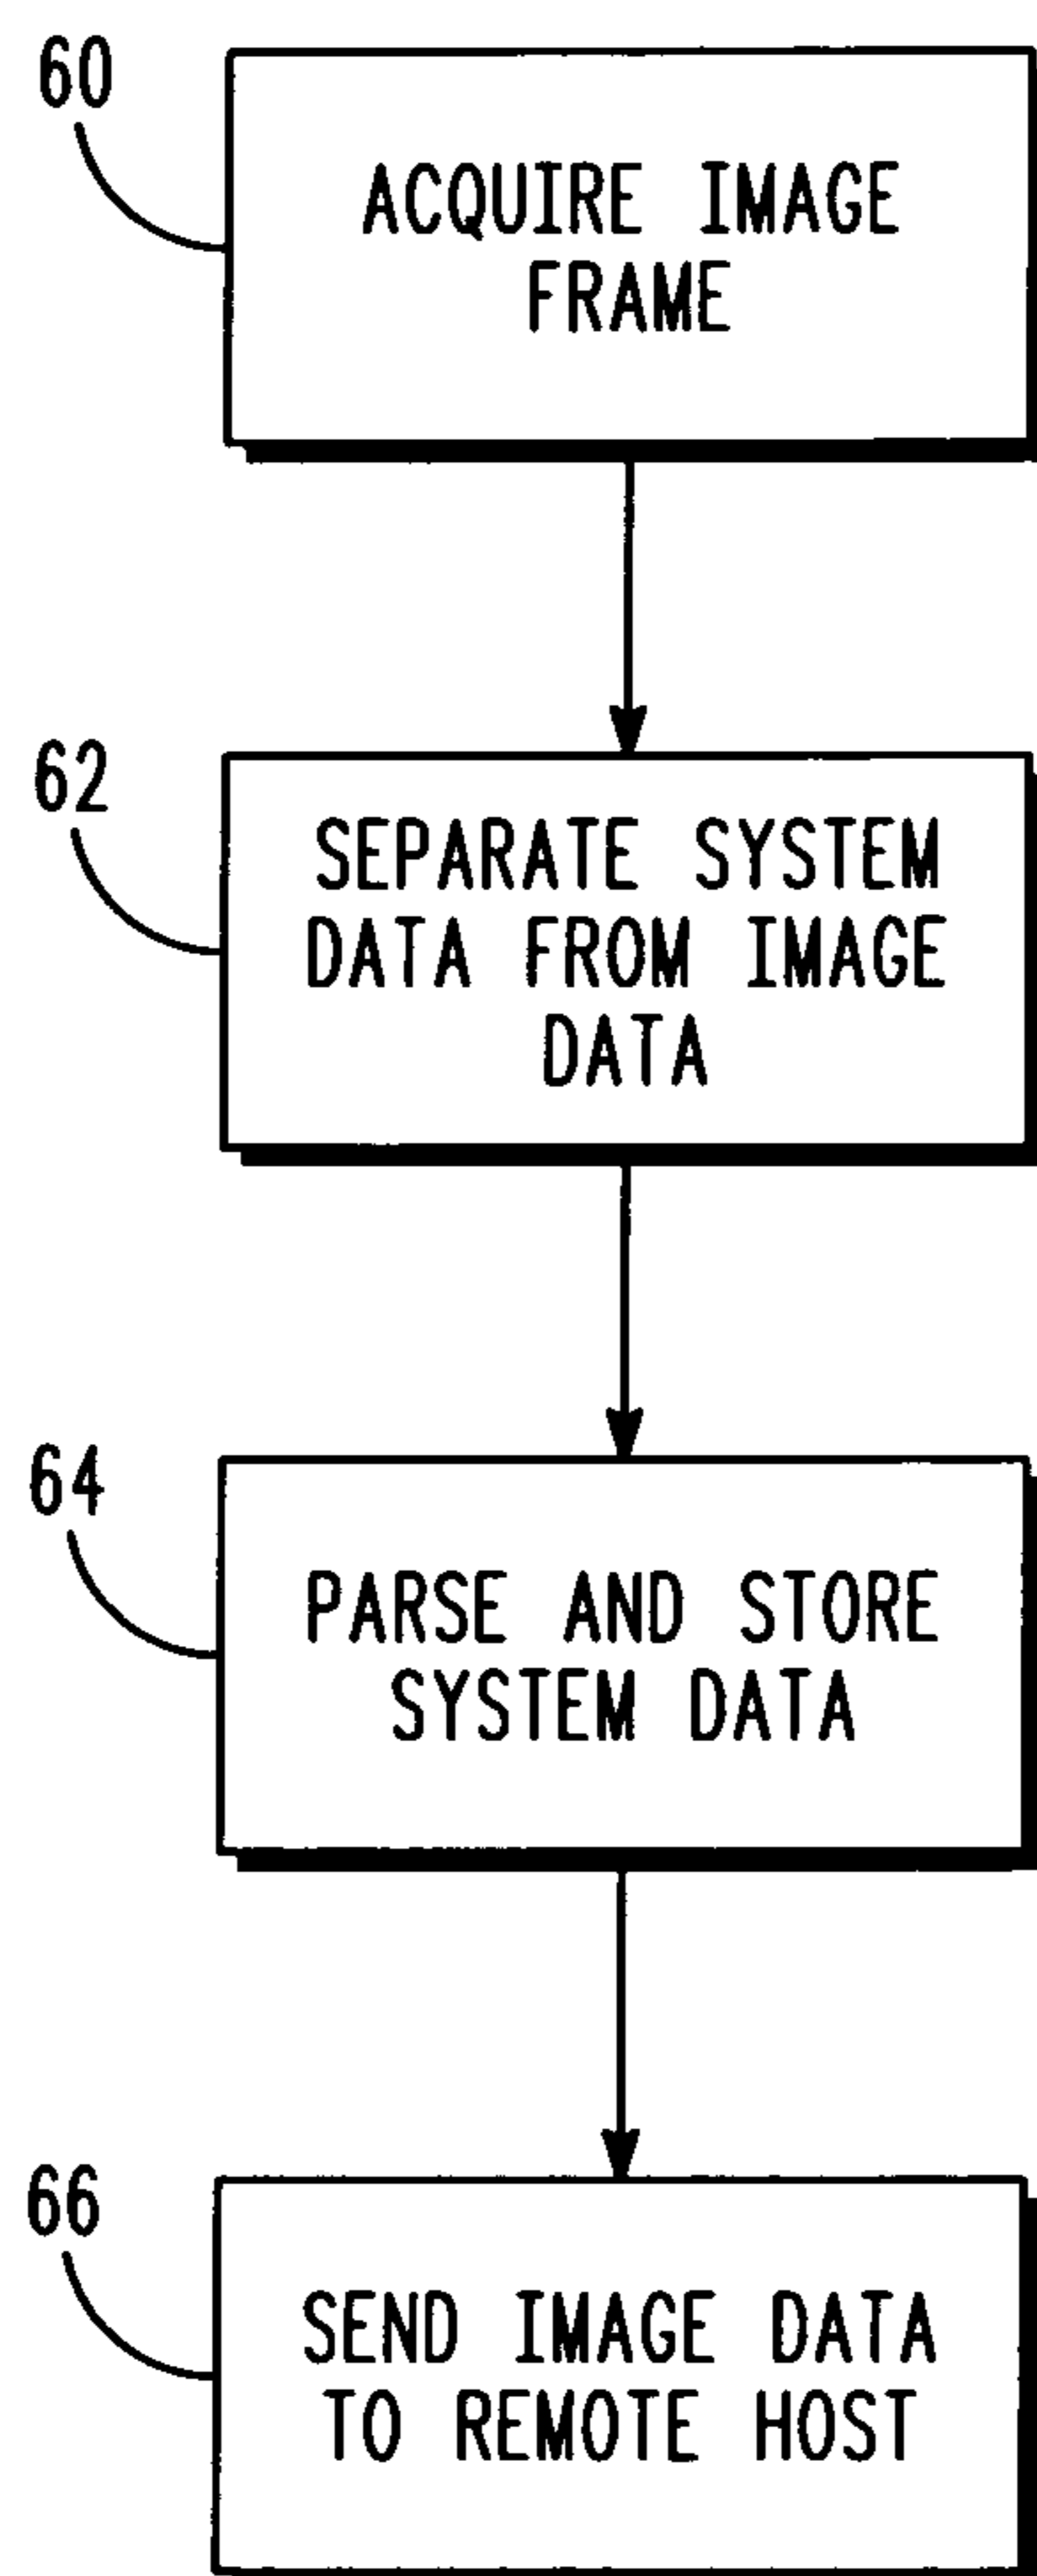 60
ACQUIRE IMAGE
FRAME
62
SEPARATE SYSTEM
DATA FROM IMAGE
DATA
64
PARSE AND STORE
SYSTEM DATA
66
SEND IMAGE DATA
TO REMOTE HOST